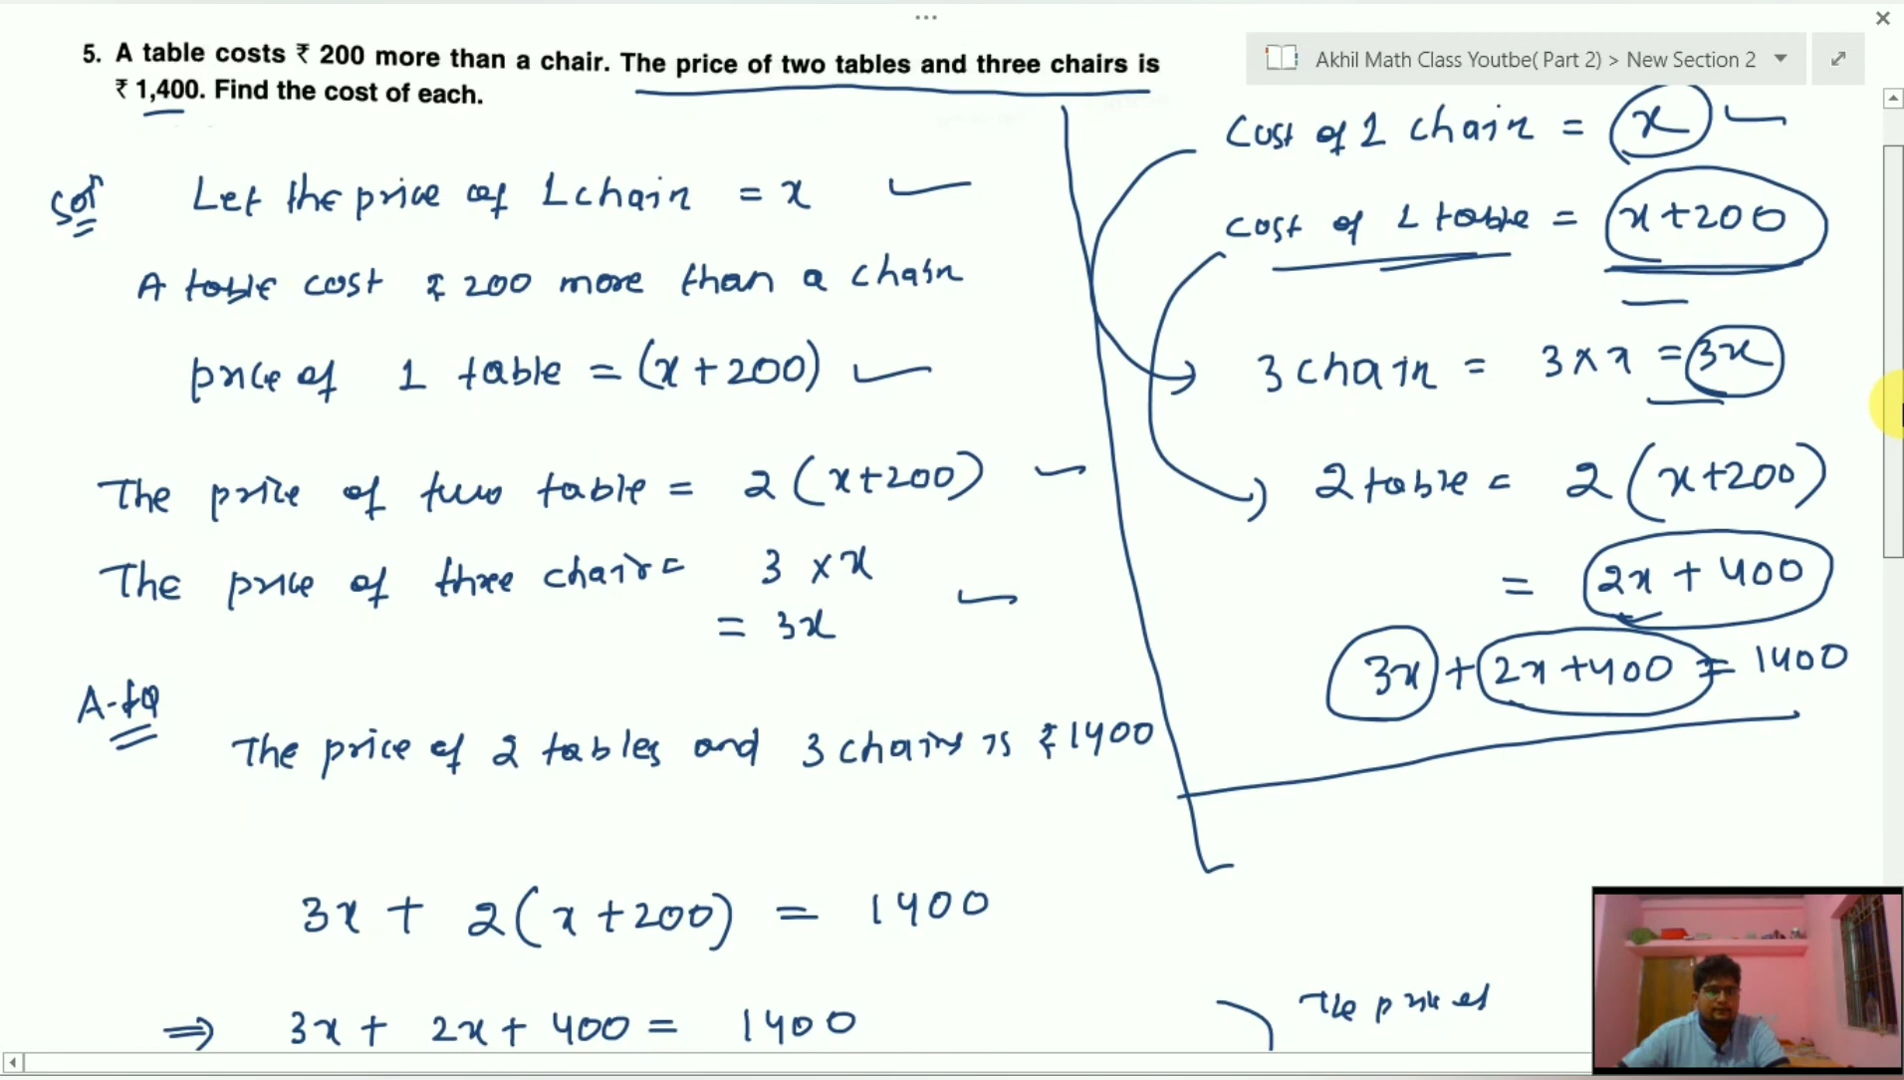 5. A table costs ₹ 200 more than a chair. The price of two tables and three chairs is
₹ 1,400. Find the cost of each.
Akhil Math Class Youtbe( Part 2) > New Section 2
Sol
Let the price of 1 chair = x
A table cost ₹ 200 more than a chair
price of 1 table = (x+200)
The price of two table = 2(x+200)
The price of three chair = 3 × x
= 3x
A-tQ
The price of 2 tables and 3 chairs is ₹1400
3x + 2(x+200) = 1400
⇒ 3x + 2x + 400 = 1400
Cost of 1 chair = x
Cost of 1 table = x+200
3 chair = 3×x = 3x
2 table = 2(x+200)
= 2x + 400
3x + 2x+400 = 1400
The price of